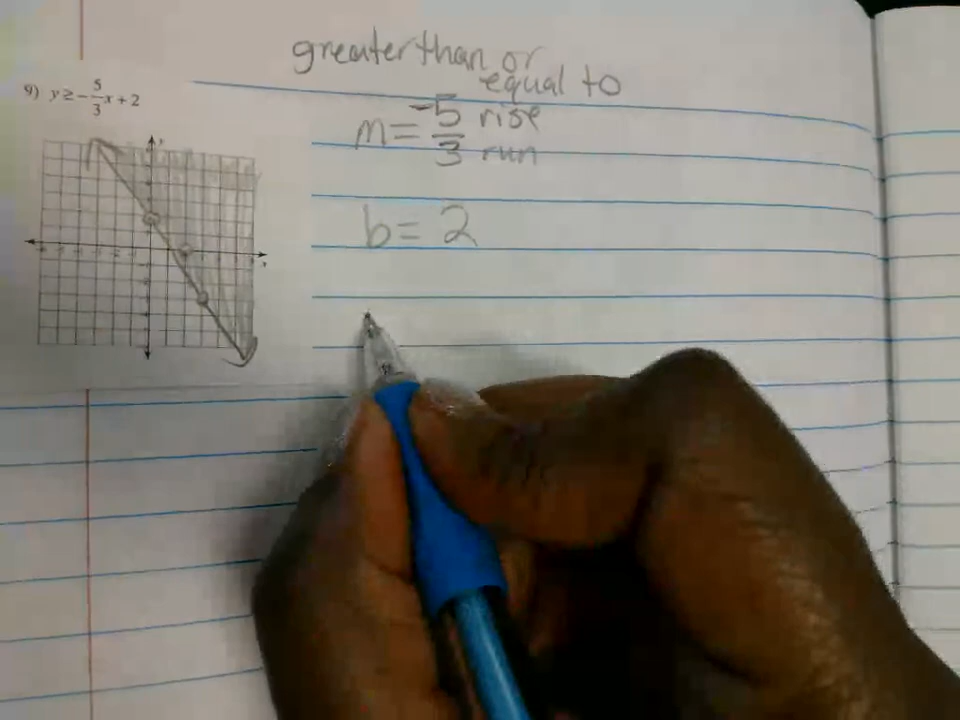 greater than or
equal to
9) y ≥ -5/3x + 2
m = -5/3 rise
run
b = 2
y
x